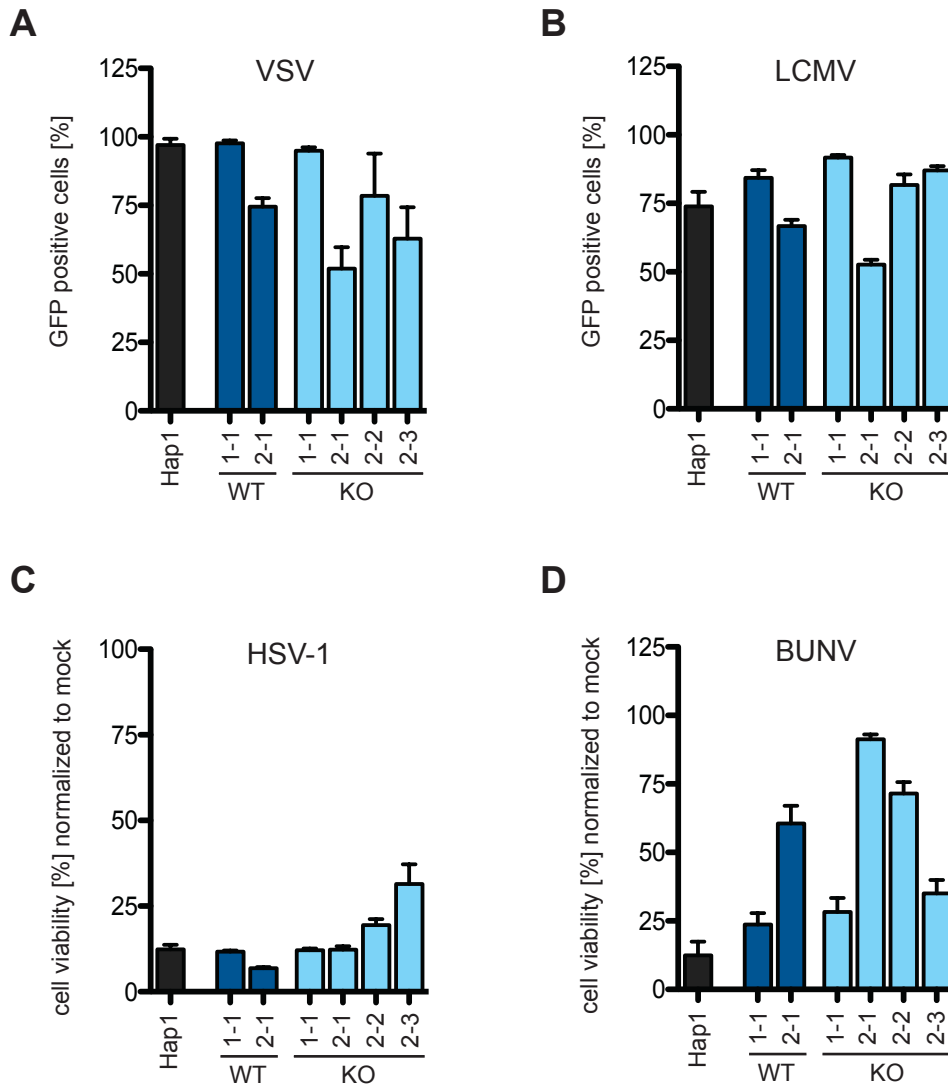 A
VSV
GFP positive cells [%]
125
100
75
50
25
0
Hap1
1-1
2-1
1-1
2-1
2-2
2-3
WT
KO
B
LCMV
GFP positive cells [%]
125
100
75
50
25
0
Hap1
1-1
2-1
1-1
2-1
2-2
2-3
WT
KO
C
HSV-1
cell viability [%] normalized to mock
100
75
50
25
0
Hap1
1-1
2-1
1-1
2-1
2-2
2-3
WT
KO
D
BUNV
cell viability [%] normalized to mock
125
100
75
50
25
0
Hap1
1-1
2-1
1-1
2-1
2-2
2-3
WT
KO